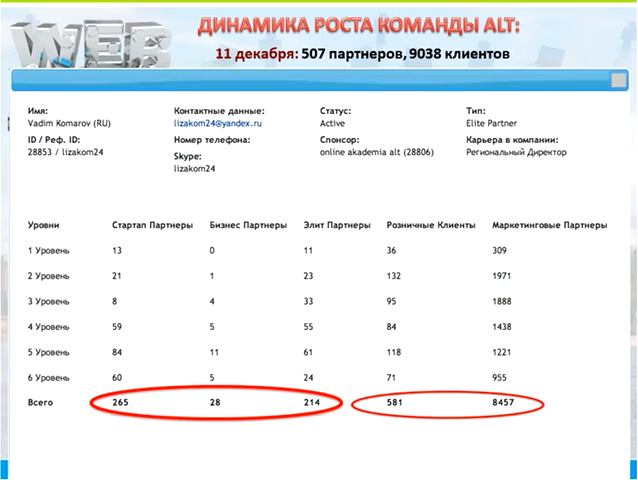 WEB
ДИНАМИКА РОСТА КОМАНДЫ ALT:
11 декабря: 507 партнеров, 9038 клиентов
Имя: Контактные данные: Статус: Тип:
Vadim Komarov (RU) lizakom24@yandex.ru Active Elite Partner
ID / Реф. ID: Номер телефона: Спонсор: Карьера в компании:
28853 / lizakom24 online akademia alt (28806) Региональный Директор
Skype:
lizakom24
Уровни Стартап Партнеры Бизнес Партнеры Элит Партнеры Розничные Клиенты Маркетинговые Партнеры
1 Уровень 13 0 11 36 309
2 Уровень 21 1 23 132 1971
3 Уровень 8 4 33 95 1888
4 Уровень 59 5 55 84 1438
5 Уровень 84 11 61 118 1221
6 Уровень 60 5 24 71 955
Всего 265 28 214 581 8457